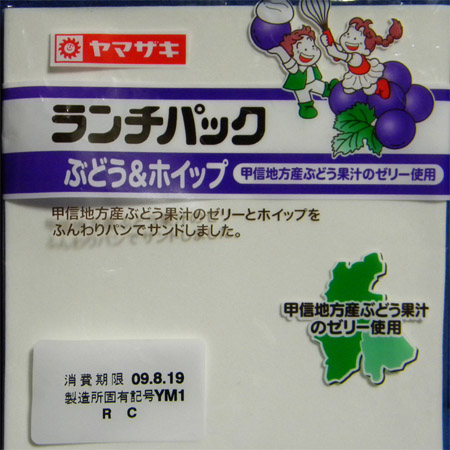 ヤマザキ
ランチパック
ぶどう&ホイップ 甲信地方産ぶどう果汁のゼリー使用
甲信地方産ぶどう果汁のゼリーとホイップを
ふんわりパンでサンドしました。
甲信地方産ぶどう果汁
のゼリー使用
消費期限 09.8.19
製造所固有記号YM1
R C